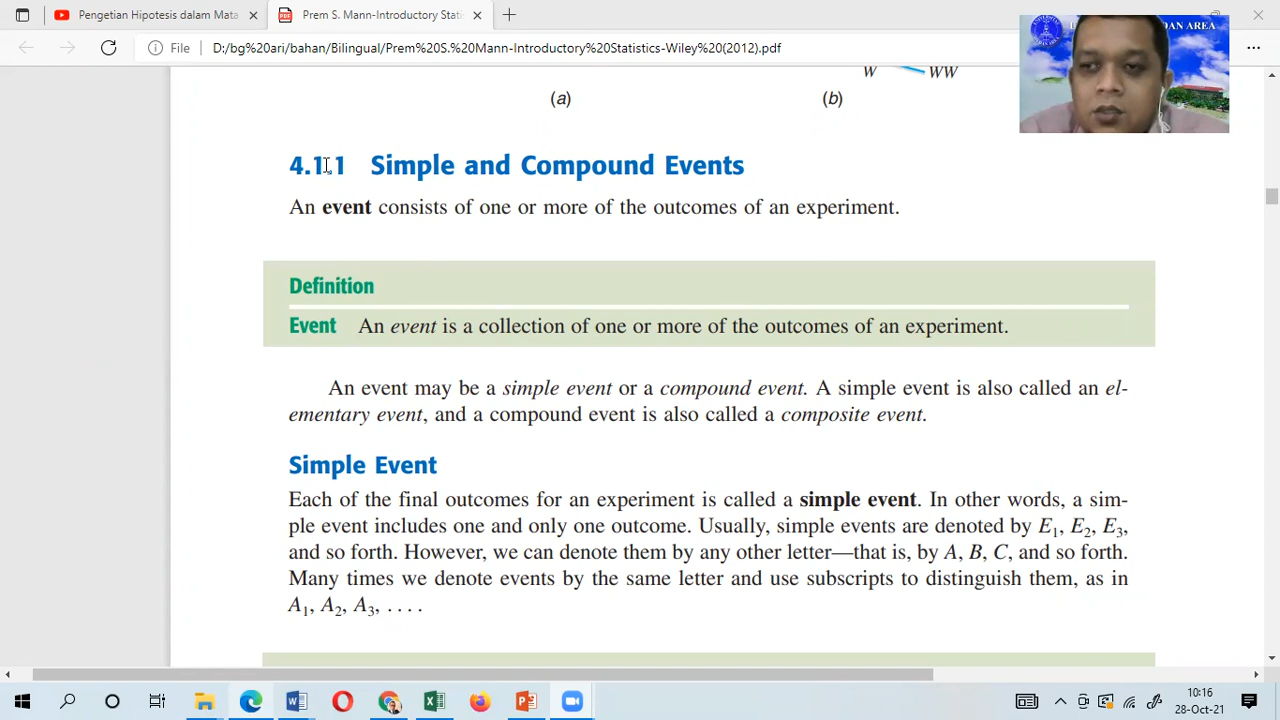 Pengetian Hipotesis dalam Mata
Prem S. Mann-Introductory Stat
File
D:/bg%20ari/bahan/Bilingual/Prem%20S.%20Mann-Introductory%20Statistics-Wiley%20(2012).pdf
DAN AREA
W
WW
(a)
(b)
4.1.1 Simple and Compound Events
An event consists of one or more of the outcomes of an experiment.
Definition
Event An event is a collection of one or more of the outcomes of an experiment.
An event may be a simple event or a compound event. A simple event is also called an el-
ementary event, and a compound event is also called a composite event.
Simple Event
Each of the final outcomes for an experiment is called a simple event. In other words, a sim-
ple event includes one and only one outcome. Usually, simple events are denoted by E1, E2, E3,
and so forth. However, we can denote them by any other letter—that is, by A, B, C, and so forth.
Many times we denote events by the same letter and use subscripts to distinguish them, as in
A1, A2, A3, . . . .
10:16
28-Oct-21